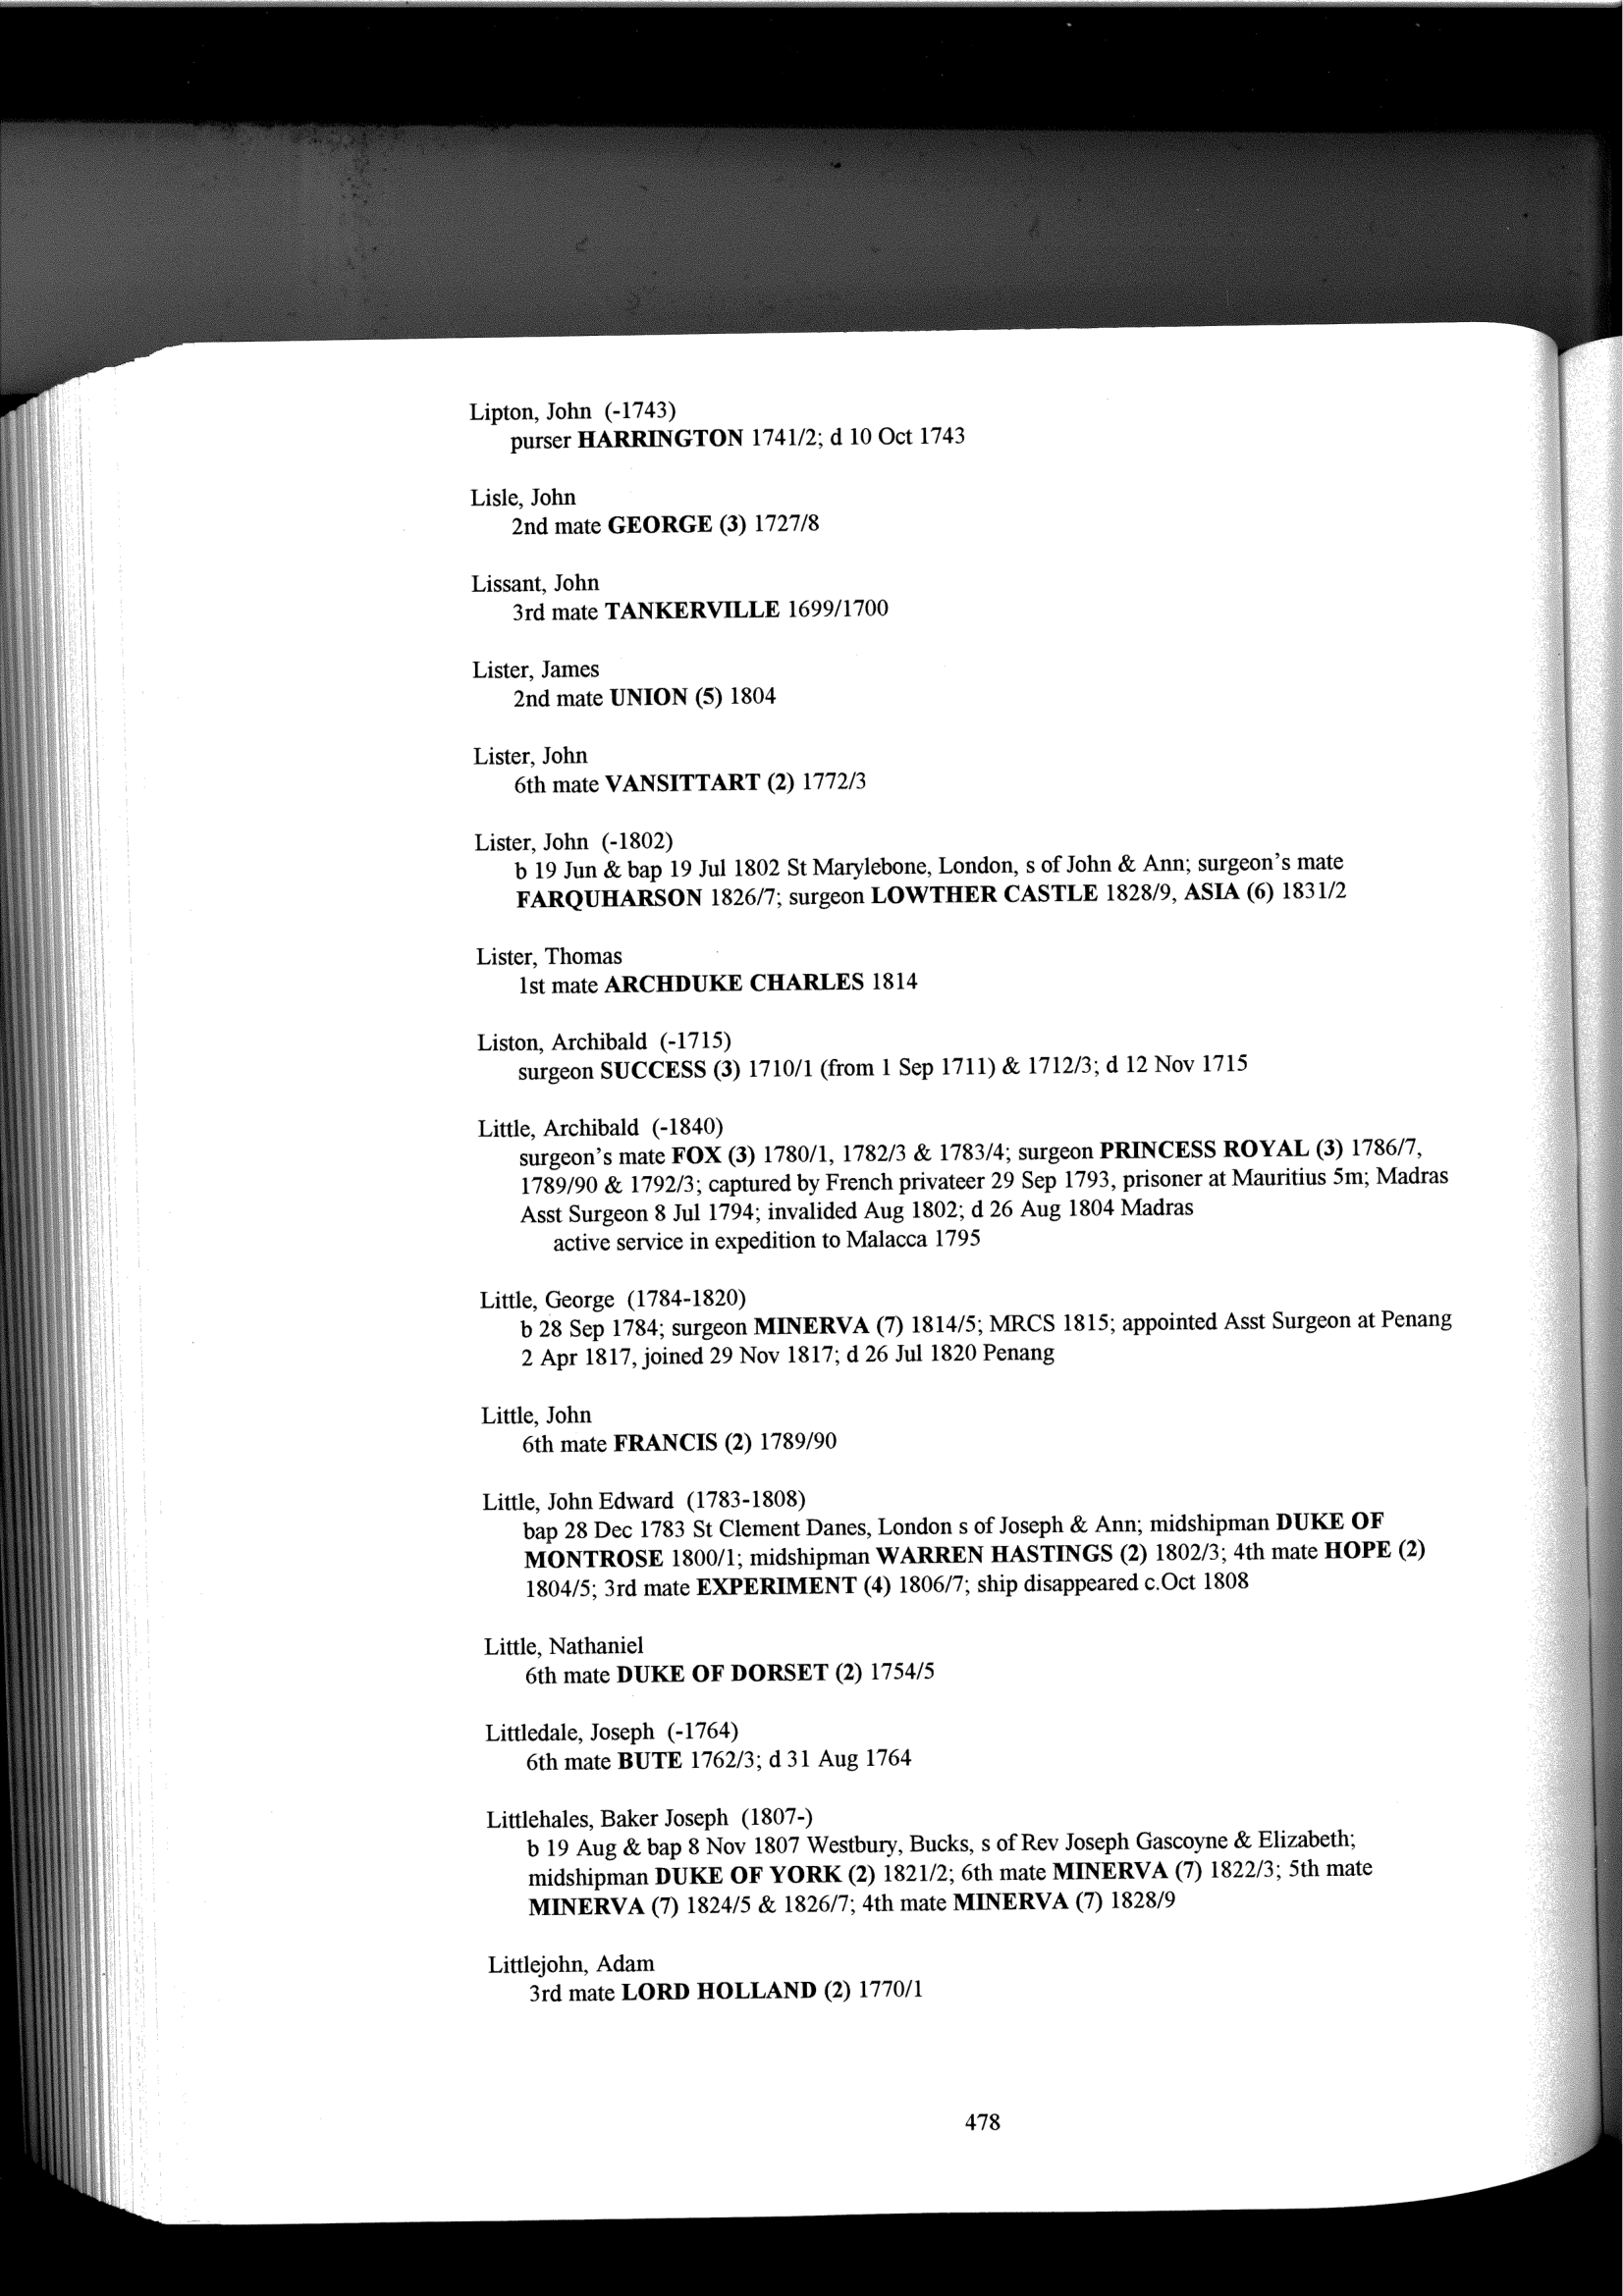 Lipton, John (-1743)
purser HARRINGTON 1741/2; d 10 Oct 1743
Lisle, John
2nd mate GEORGE (3) 1727/8
Lissant, John
3rd mate TANKERVILLE 1699/1700
Lister, James
2nd mate UNION (5) 1804
Lister, John
6th mate VANSITTART (2) 1772/3
Lister, John (-1802)
b 19 Jun & bap 19 Jul 1802 St Marylebone, London, s of John & Ann; surgeon's mate
FARQUHARSON 1826/7; surgeon LOWTHER CASTLE 1828/9, ASIA (6) 1831/2
Lister, Thomas
1st mate ARCHDUKE CHARLES 1814
Liston, Archibald (-1715)
surgeon SUCCESS (3) 1710/1 (from 1 Sep 1711) & 1712/3; d 12 Nov 1715
Little, Archibald (-1840)
surgeon's mate FOX (3) 1780/1, 1782/3 & 1783/4; surgeon PRINCESS ROYAL (3) 1786/7,
1789/90 & 1792/3; captured by French privateer 29 Sep 1793, prisoner at Mauritius 5m; Madras
Asst Surgeon 8 Jul 1794; invalided Aug 1802; d 26 Aug 1804 Madras
active service in expedition to Malacca 1795
Little, George (1784-1820)
b 28 Sep 1784; surgeon MINERVA (7) 1814/5; MRCS 1815; appointed Asst Surgeon at Penang
2 Apr 1817, joined 29 Nov 1817; d 26 Jul 1820 Penang
Little, John
6th mate FRANCIS (2) 1789/90
Little, John Edward (1783-1808)
bap 28 Dec 1783 St Clement Danes, London s of Joseph & Ann; midshipman DUKE OF
MONTROSE 1800/1; midshipman WARREN HASTINGS (2) 1802/3; 4th mate HOPE (2)
1804/5; 3rd mate EXPERIMENT (4) 1806/7; ship disappeared c.Oct 1808
Little, Nathaniel
6th mate DUKE OF DORSET (2) 1754/5
Littledale, Joseph (-1764)
6th mate BUTE 1762/3; d 31 Aug 1764
Littlehales, Baker Joseph (1807-)
b 19 Aug & bap 8 Nov 1807 Westbury, Bucks, s of Rev Joseph Gascoyne & Elizabeth;
midshipman DUKE OF YORK (2) 1821/2; 6th mate MINERVA (7) 1822/3; 5th mate
MINERVA (7) 1824/5 & 1826/7; 4th mate MINERVA (7) 1828/9
Littlejohn, Adam
3rd mate LORD HOLLAND (2) 1770/1
478